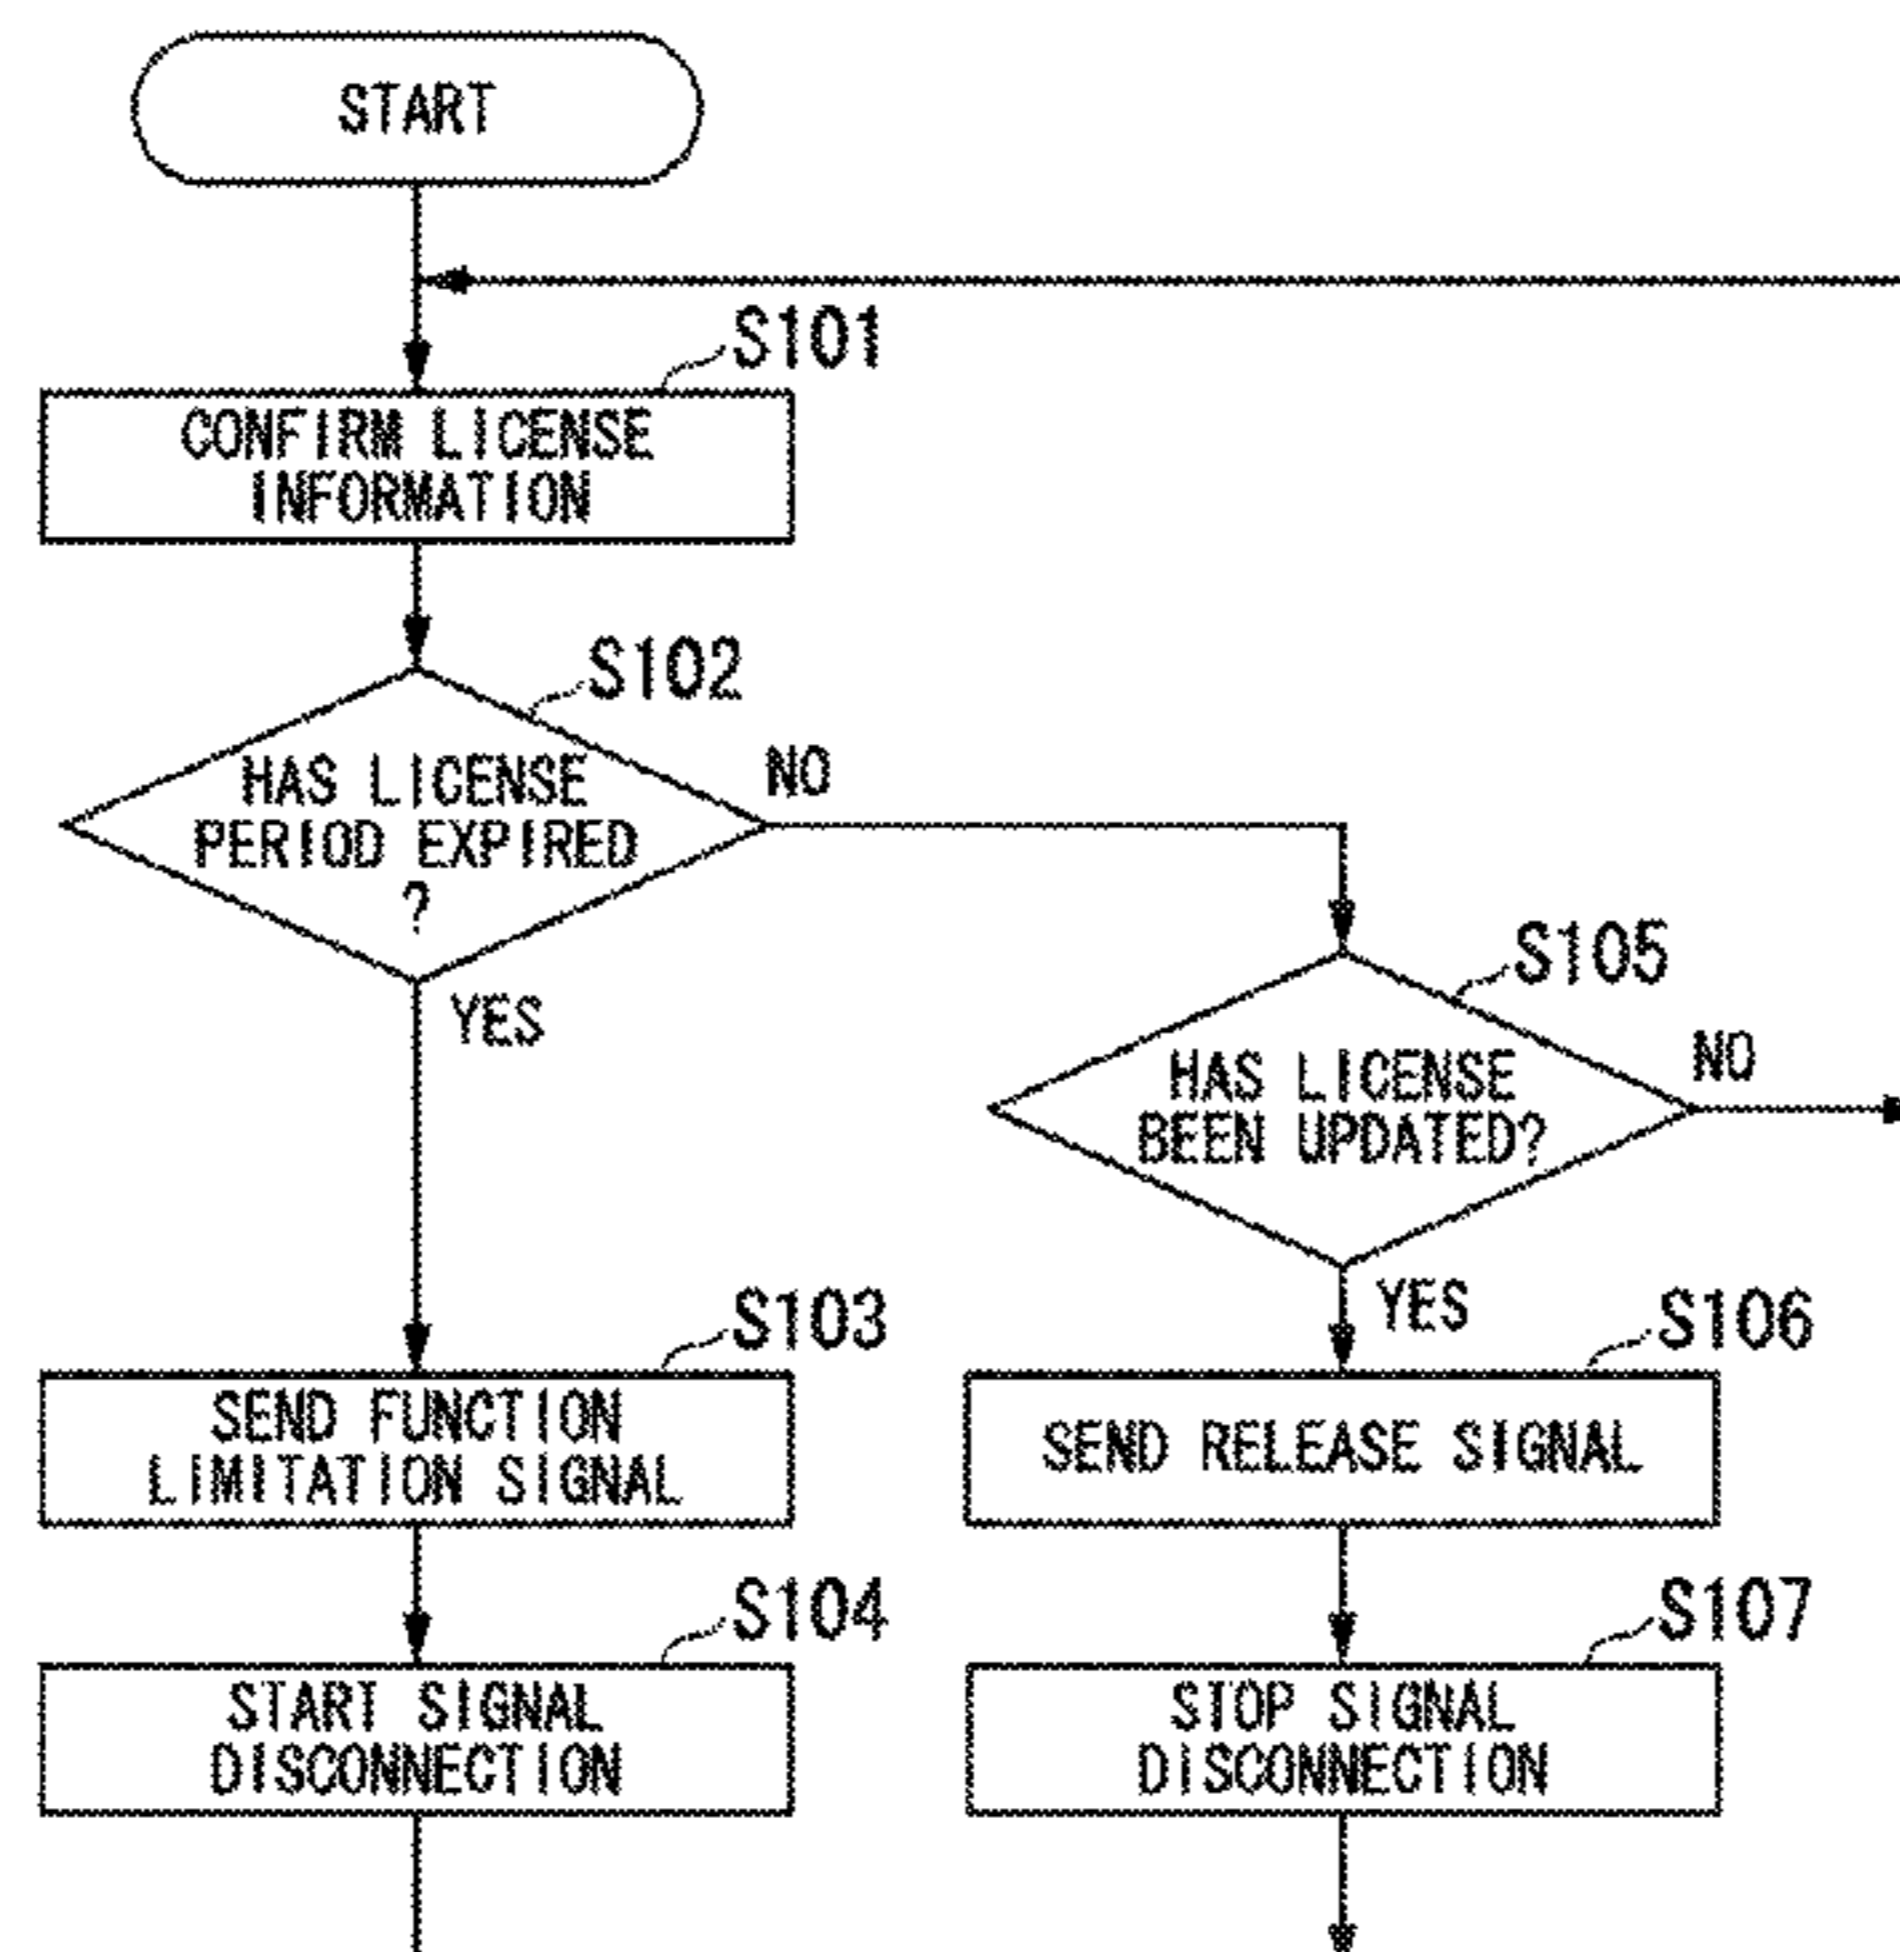 START
S101
CONFIRM LICENSE
INFORMATION
S102
HAS LICENSE
PERIOD EXPIRED
?
NO
YES
S105
HAS LICENSE
BEEN UPDATED?
NO
YES
S103
SEND FUNCTION
LIMITATION SIGNAL
S106
SEND RELEASE SIGNAL
S104
START SIGNAL
DISCONNECTION
S107
STOP SIGNAL
DISCONNECTION